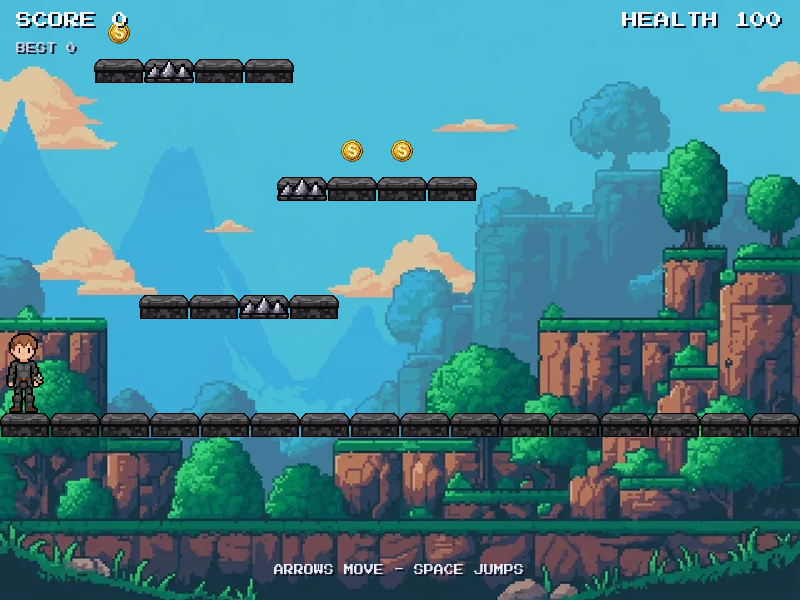 SCORE 0
HEALTH 100
BEST 0
S
S S
ARROWS MOVE - SPACE JUMPS